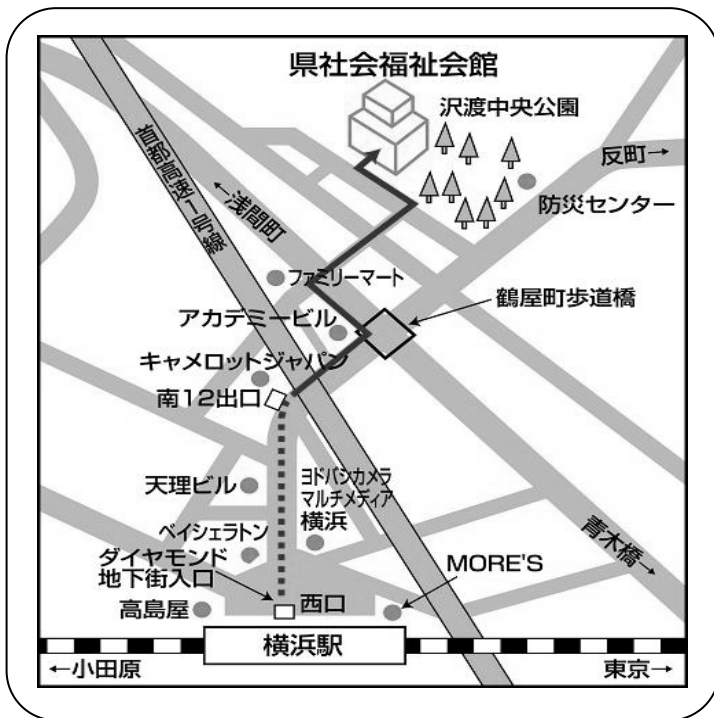 県社会福祉会館
沢渡中央公園
反町→
防災センター
首都高速1号線
←浅間町
ファミリーマート
鶴屋町歩道橋
アカデミービル
キャメロットジャパン
南12出口
天理ビル
ヨドバシカメラ
マルチメディア
横浜
ベイシェラトン
ダイヤモンド
地下街入口
青木橋→
MORE'S
高島屋
西口
横浜駅
←小田原
東京→